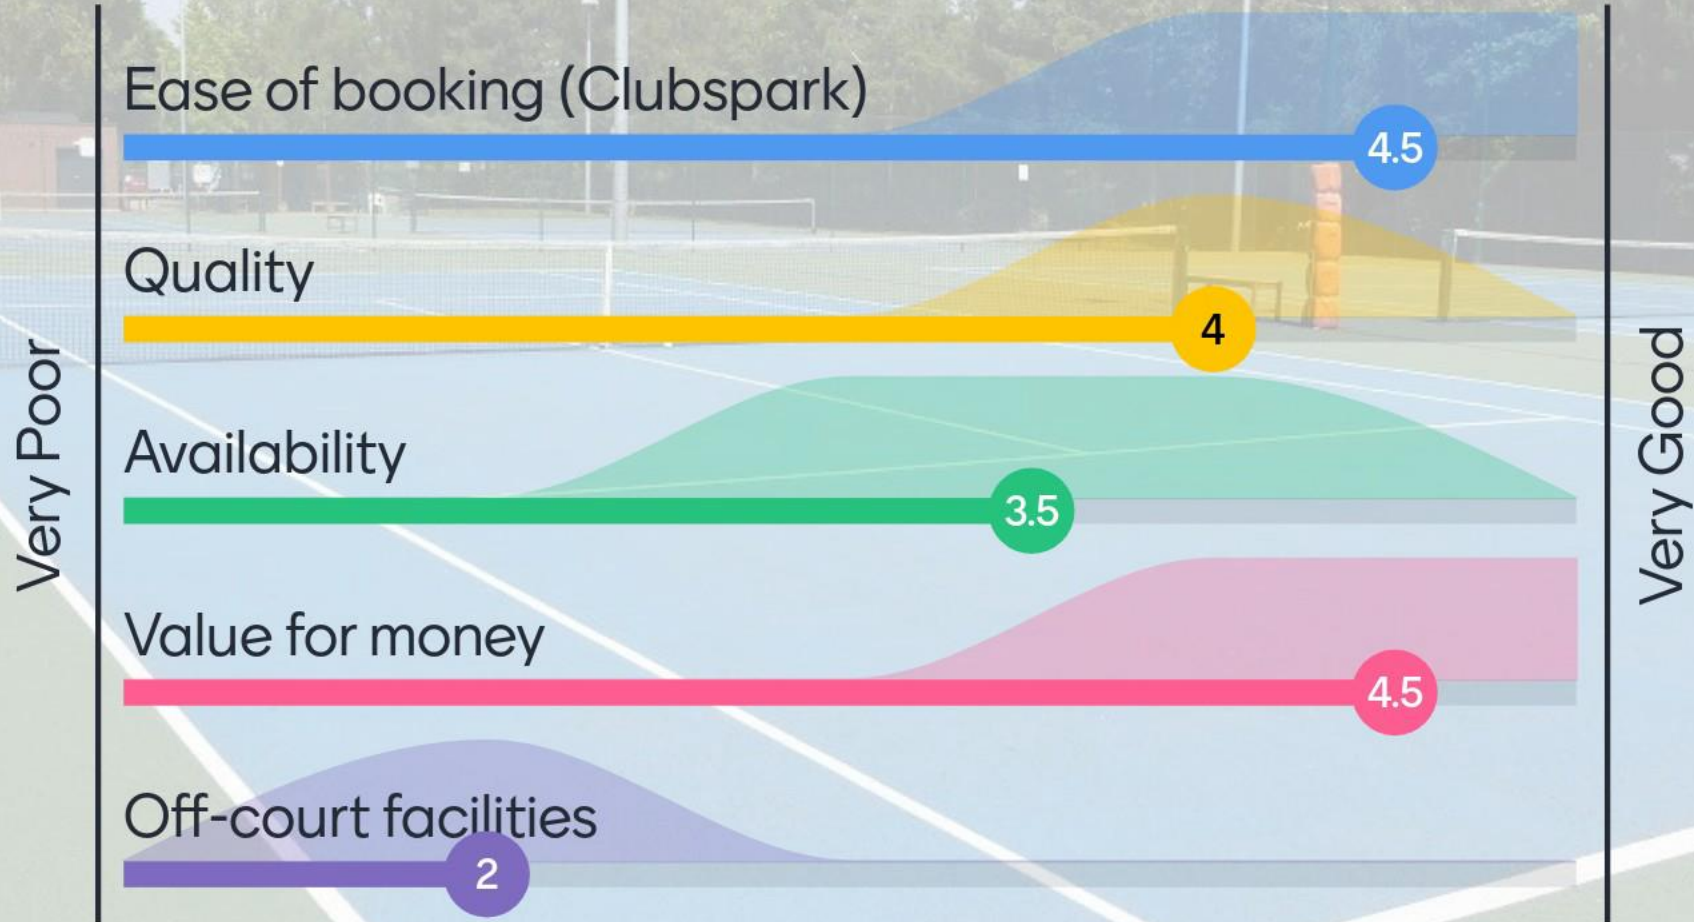 Ease of booking (Clubspark)
4.5
Quality
4
Very Poor
Very Good
Availability
3.5
Value for money
4.5
Off-court facilities
2